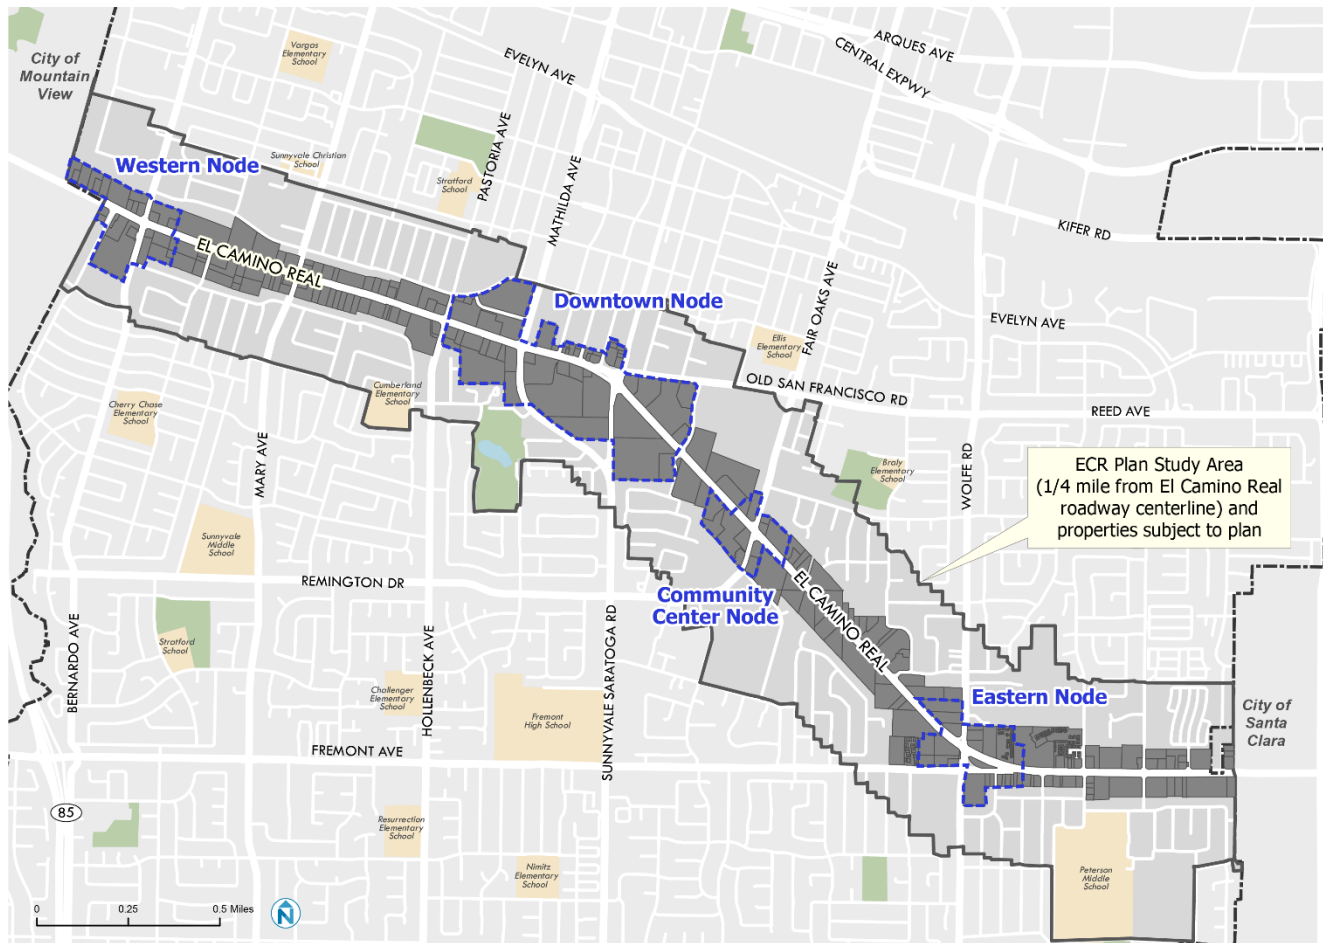 City of
Mountain
View
Vargas
Elementary
School
EVELYN AVE
ARQUES AVE
CENTRAL EXPWY
Western Node
Sunnyvale Christian
School
Stratford
School
PASTORIA AVE
MATHILDA AVE
KIFER RD
EL CAMINO REAL
Downtown Node
FAIR OAKS AVE
EVELYN AVE
Ellis
Elementary
School
OLD SAN FRANCISCO RD
REED AVE
Cumberland
Elementary
School
Cherry Chase
Elementary
School
MARY AVE
Braly
Elementary
School
WOLFE RD
ECR Plan Study Area
(1/4 mile from El Camino Real
roadway centerline) and
properties subject to plan
Sunnyvale
Middle
School
REMINGTON DR
Community
Center Node
EL CAMINO REAL
BERNARDO AVE
Stratford
School
HOLLENBECK AVE
SUNNYVALE SARATOGA RD
Challenger
Elementary
School
Fremont
High School
Eastern Node
City of
Santa
Clara
FREMONT AVE
85
Resurrection
Elementary
School
Nimitz
Elementary
School
Peterson
Middle
School
0
0.25
0.5 Miles
N